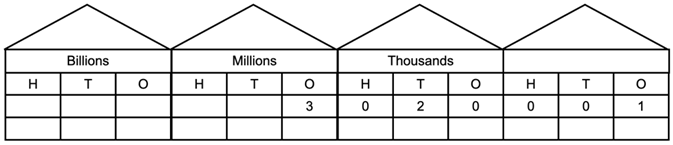 Billions Millions Thousands
H T O H T O H T O H T O
3 0 2 0 0 0 1